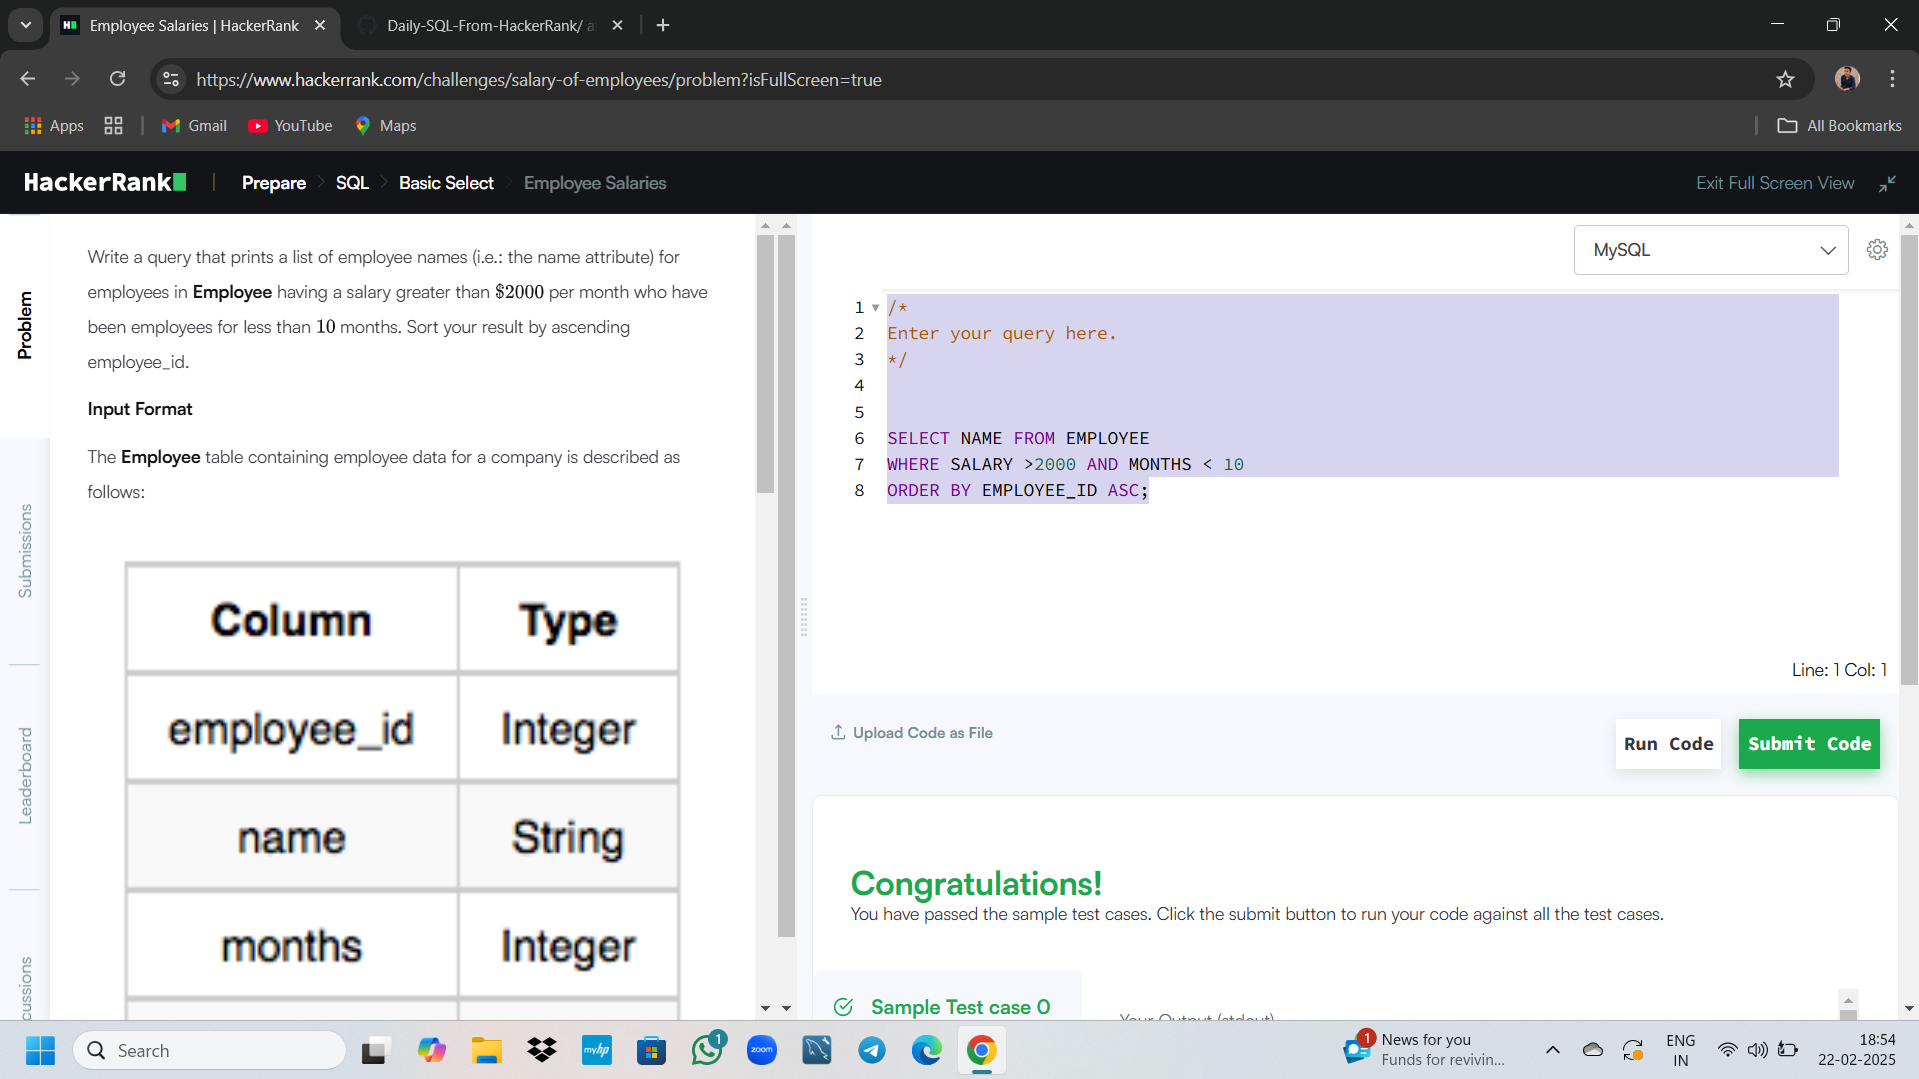 Employee Salaries | HackerRank
Daily-SQL-From-HackerRank/ a
https://www.hackerrank.com/challenges/salary-of-employees/problem?isFullScreen=true
Apps
Gmail
YouTube
Maps
All Bookmarks
HackerRank
Prepare
SQL
Basic Select
Employee Salaries
Exit Full Screen View
Problem
Submissions
Leaderboard
cussions
Write a query that prints a list of employee names (i.e.: the name attribute) for
employees in Employee having a salary greater than $2000 per month who have
been employees for less than 10 months. Sort your result by ascending
employee_id.
Input Format
The Employee table containing employee data for a company is described as
follows:
Column Type
employee_id Integer
name String
months Integer
MySQL
1 /*
2 Enter your query here.
3 */
4
5
6 SELECT NAME FROM EMPLOYEE
7 WHERE SALARY >2000 AND MONTHS < 10
8 ORDER BY EMPLOYEE_ID ASC;
Line: 1 Col: 1
Upload Code as File
Run Code
Submit Code
Congratulations!
You have passed the sample test cases. Click the submit button to run your code against all the test cases.
Sample Test case 0
Your Output (stdout)
Search
myhp
1
zoom
1
News for you
Funds for revivin...
ENG
IN
18:54
22-02-2025